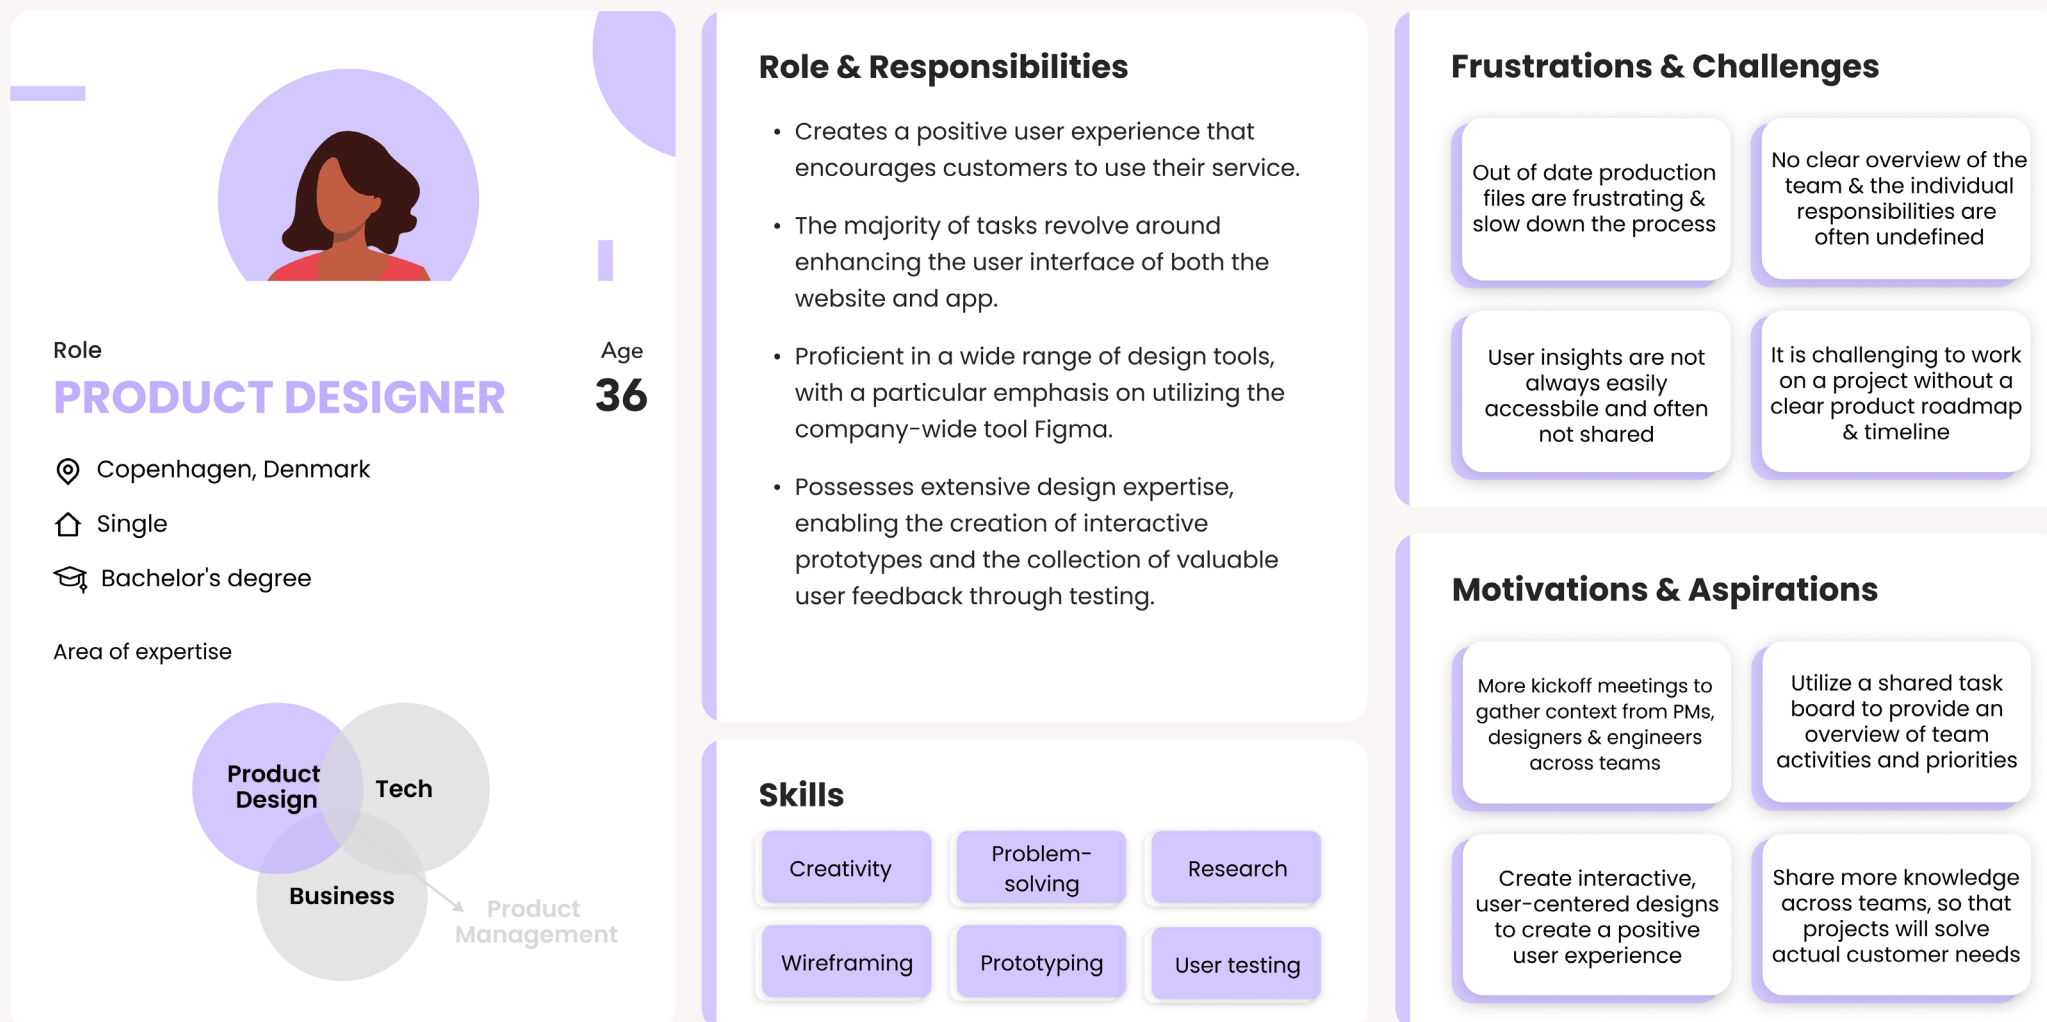 Role
Age
PRODUCT DESIGNER
36
Copenhagen, Denmark
Single
Bachelor's degree
Area of expertise
Product
Design
Tech
Business
Product
Management
Role & Responsibilities
• Creates a positive user experience that
encourages customers to use their service.
• The majority of tasks revolve around
enhancing the user interface of both the
website and app.
• Proficient in a wide range of design tools,
with a particular emphasis on utilizing the
company-wide tool Figma.
• Possesses extensive design expertise,
enabling the creation of interactive
prototypes and the collection of valuable
user feedback through testing.
Skills
Creativity
Problem-
solving
Research
Wireframing
Prototyping
User testing
Frustrations & Challenges
Out of date production
files are frustrating &
slow down the process
No clear overview of the
team & the individual
responsibilities are
often undefined
User insights are not
always easily
accessbile and often
not shared
It is challenging to work
on a project without a
clear product roadmap
& timeline
Motivations & Aspirations
More kickoff meetings to
gather context from PMs,
designers & engineers
across teams
Utilize a shared task
board to provide an
overview of team
activities and priorities
Create interactive,
user-centered designs
to create a positive
user experience
Share more knowledge
across teams, so that
projects will solve
actual customer needs